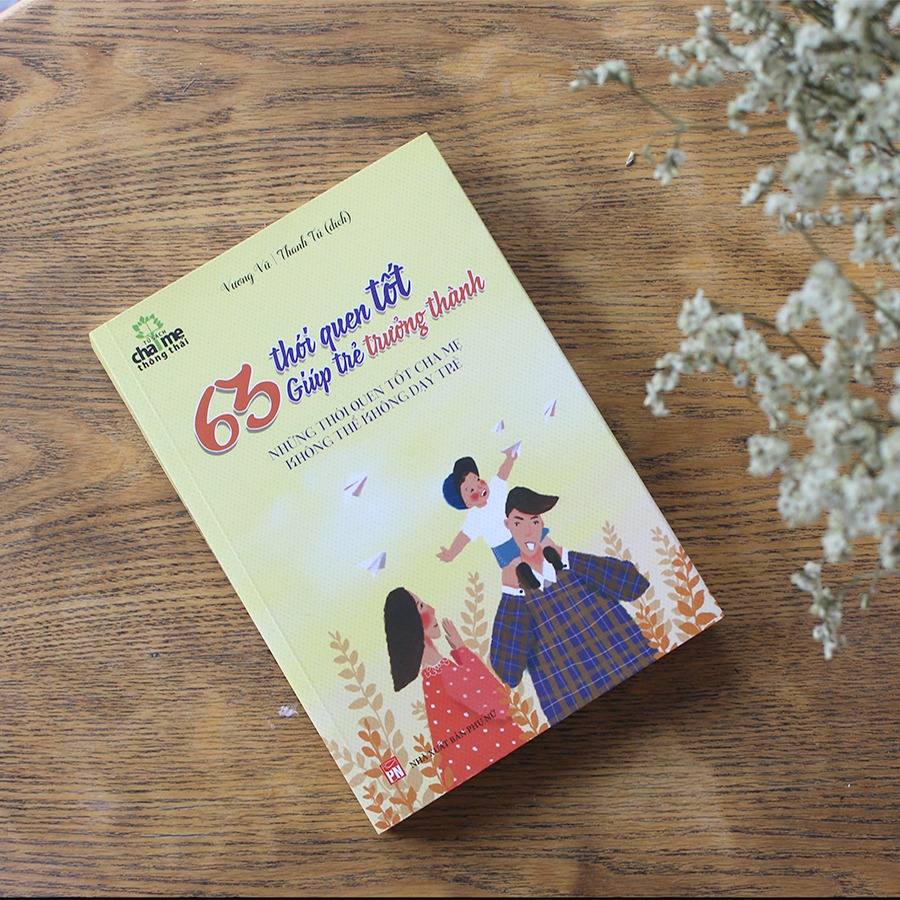 Vương Vũ | Thanh Tú (dịch)
TỦ SÁCH
cha mẹ
thông thái
63 thói quen tốt
Giúp trẻ trưởng thành
NHỮNG THÓI QUEN TỐT CHA MẸ
KHÔNG THỂ KHÔNG DẠY TRẺ
PN
NHÀ XUẤT BẢN PHỤ NỮ